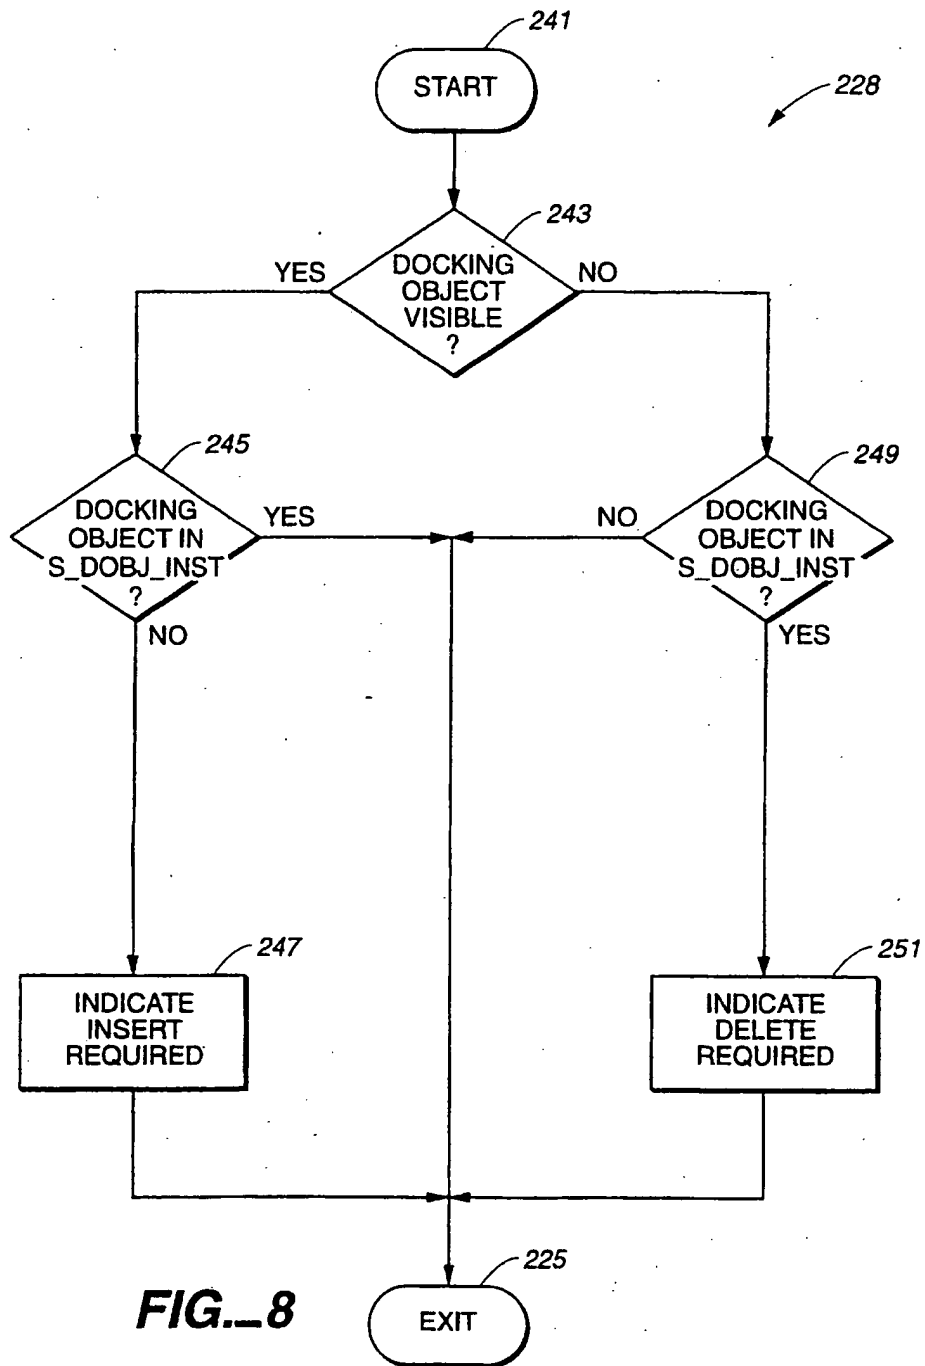 241
START
228
243
YES
DOCKING
OBJECT
VISIBLE
?
NO
245
DOCKING
OBJECT IN
S_DOBJ_INST
?
YES
NO
249
NO
DOCKING
OBJECT IN
S_DOBJ_INST
?
YES
247
INDICATE
INSERT
REQUIRED
251
INDICATE
DELETE
REQUIRED
225
EXIT
FIG._8